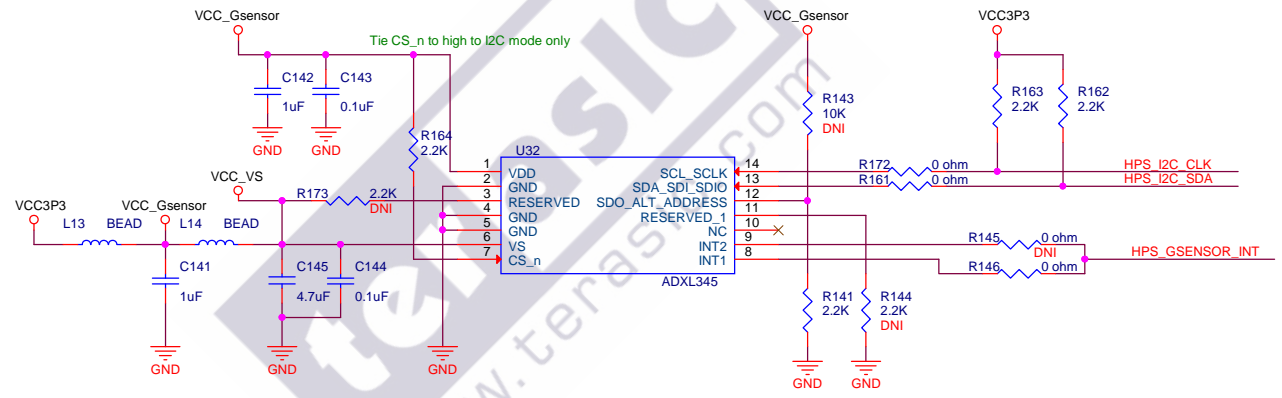 VCC_Gsensor
VCC_Gsensor
VCC3P3
Tie CS_n to high to I2C mode only
C142
1uF
C143
0.1uF
GND
GND
R164
2.2K
R143
10K
DNI
R163
2.2K
R162
2.2K
U32
1
2
3
4
5
6
7
VDD
GND
RESERVED
GND
GND
VS
CS_n
SCL_SCLK
SDA_SDI_SDIO
SDO_ALT_ADDRESS
RESERVED_1
NC
INT2
INT1
14
13
12
11
10
9
8
ADXL345
R172
0 ohm
HPS_I2C_CLK
R161
0 ohm
HPS_I2C_SDA
VCC_VS
R173
2.2K
DNI
VCC3P3
L13
BEAD
VCC_Gsensor
L14
BEAD
C141
1uF
C145
4.7uF
C144
0.1uF
R145
0 ohm
DNI
R146
0 ohm
HPS_GSENSOR_INT
R141
2.2K
R144
2.2K
DNI
GND
GND
GND
GND
GND
terasic
www.terasic.com